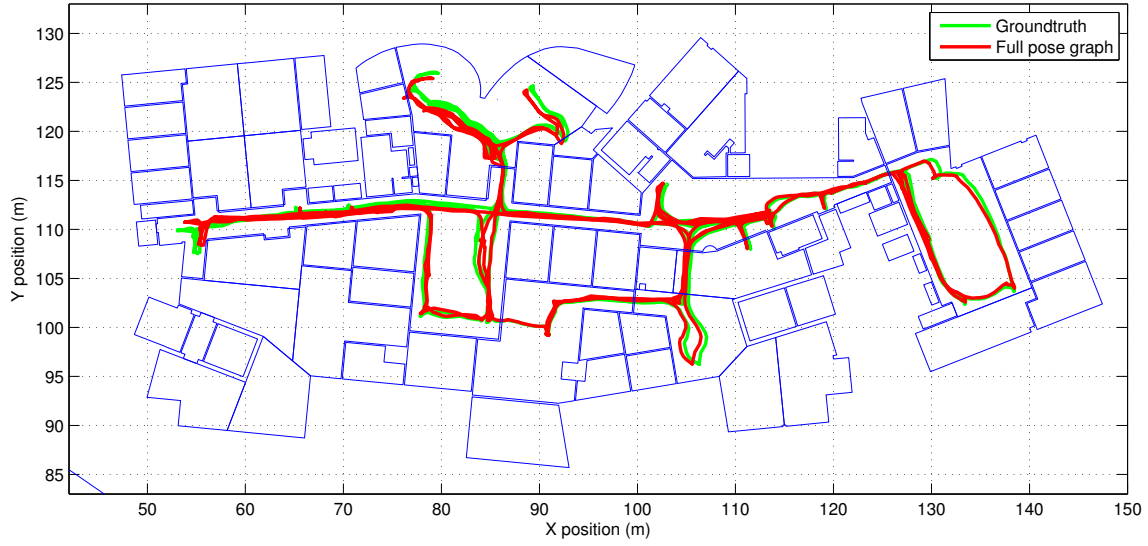 Groundtruth
Full pose graph
Y position (m)
130
125
120
115
110
105
100
95
90
85
50 60 70 80 90 100 110 120 130 140 150
X position (m)